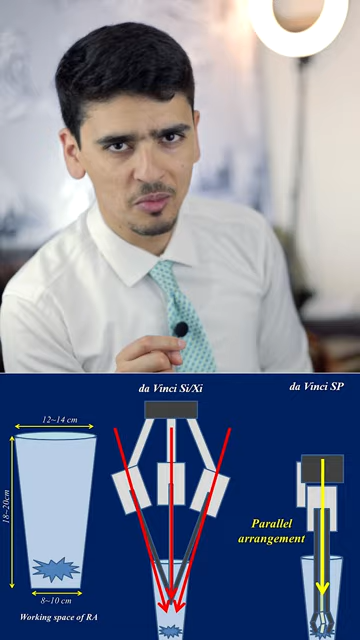 da Vinci Si/Xi
da Vinci SP
12~14 cm
18~20cm
Parallel
arrangement
8~10 cm
Working space of RA